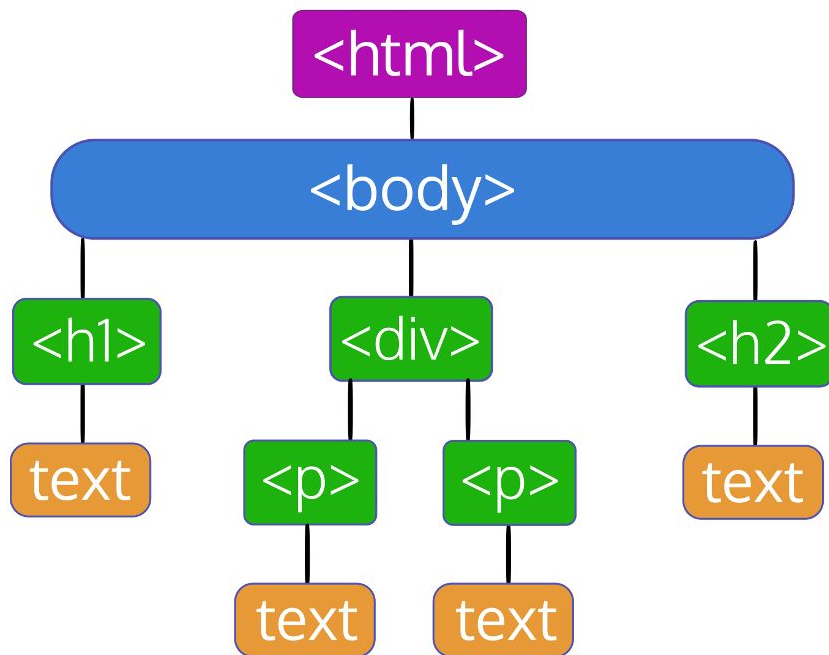 <html>
<body>
<h1>
<div>
<h2>
text
<p>
<p>
text
text
text